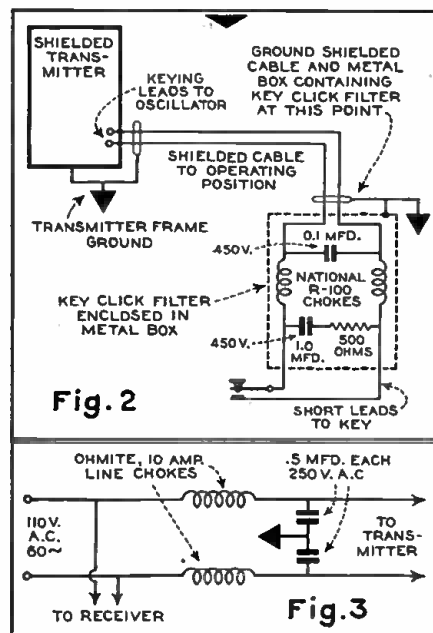 SHIELDED
TRANS-
MITTER
KEYING
LEADS TO
OSCILLATOR
GROUND SHIELDED
CABLE AND METAL
BOX CONTAINING
KEY CLICK FILTER
AT THIS POINT
SHIELDED CABLE
TO OPERATING
POSITION
TRANSMITTER FRAME
GROUND
0.1 MFD.
450V.
NATIONAL
R-100
CHOKES
KEY CLICK FILTER
ENCLOSED IN
METAL BOX
450V.
1.0
MFD.
500
OHMS
Fig. 2
SHORT LEADS
TO KEY
OHMITE, 10 AMP.
LINE CHOKES
.5 MFD. EACH
250V. A.C
110V.
A.C.
60~
TO
TRANS-
MITTER
TO RECEIVER
Fig.3